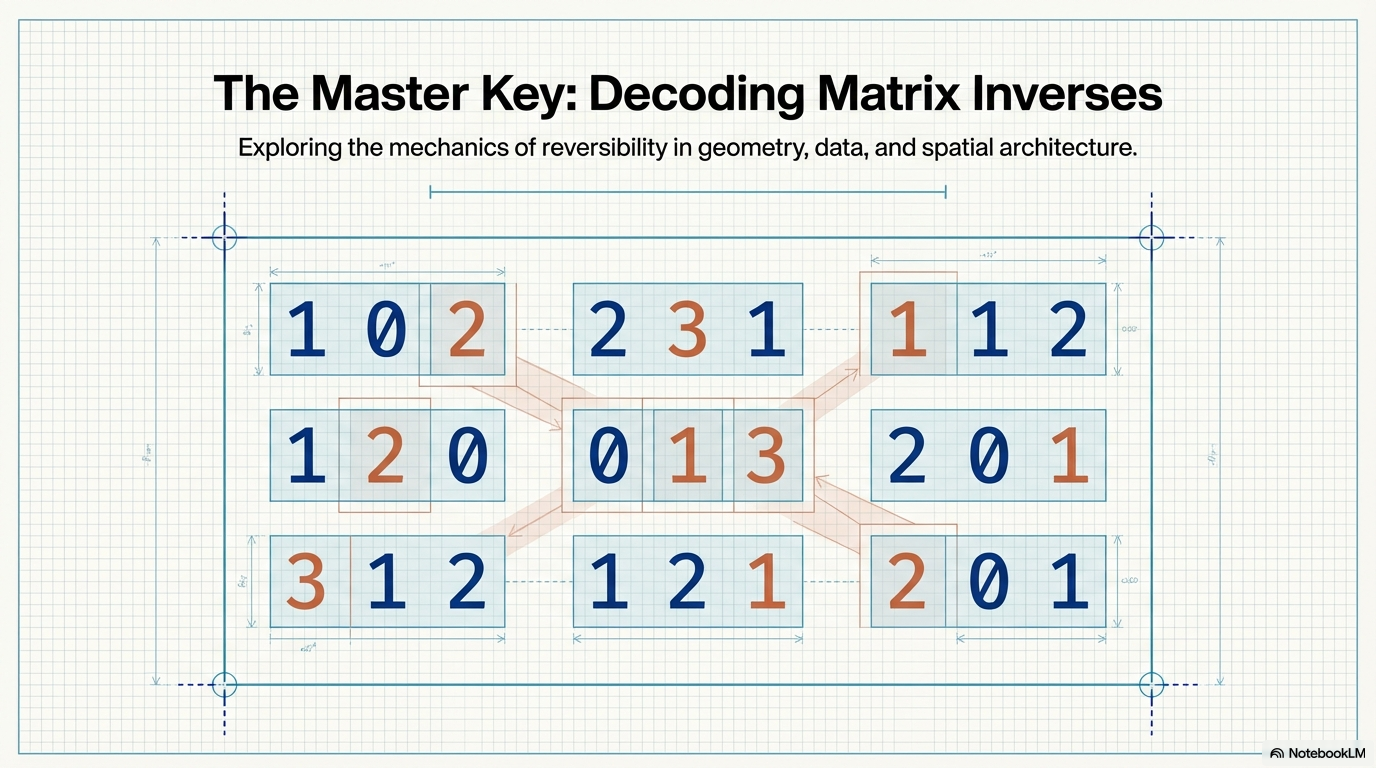 The Master Key: Decoding Matrix Inverses
Exploring the mechanics of reversibility in geometry, data, and spatial architecture.
1 0 2 2 3 1 1 1 2
1 2 0 0 1 3 2 0 1
3 1 2 1 2 1 2 0 1
NotebookLM